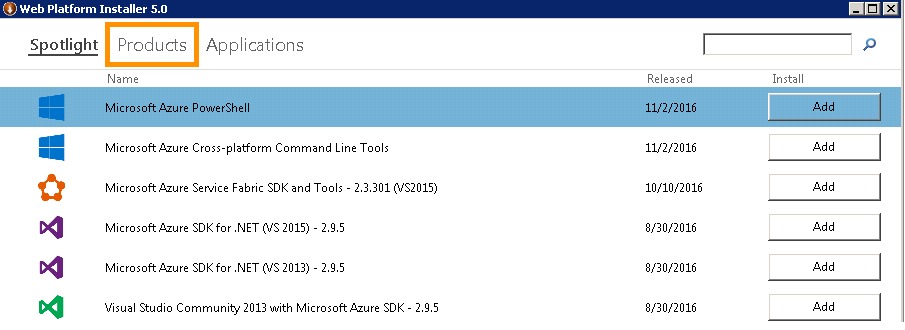 Web Platform Installer 5.0
Spotlight Products Applications
Name Released Install
Microsoft Azure PowerShell 11/2/2016 Add
Microsoft Azure Cross-platform Command Line Tools 11/2/2016 Add
Microsoft Azure Service Fabric SDK and Tools - 2.3.301 (VS2015) 10/10/2016 Add
Microsoft Azure SDK for .NET (VS 2015) - 2.9.5 8/30/2016 Add
Microsoft Azure SDK for .NET (VS 2013) - 2.9.5 8/30/2016 Add
Visual Studio Community 2013 with Microsoft Azure SDK - 2.9.5 8/30/2016 Add